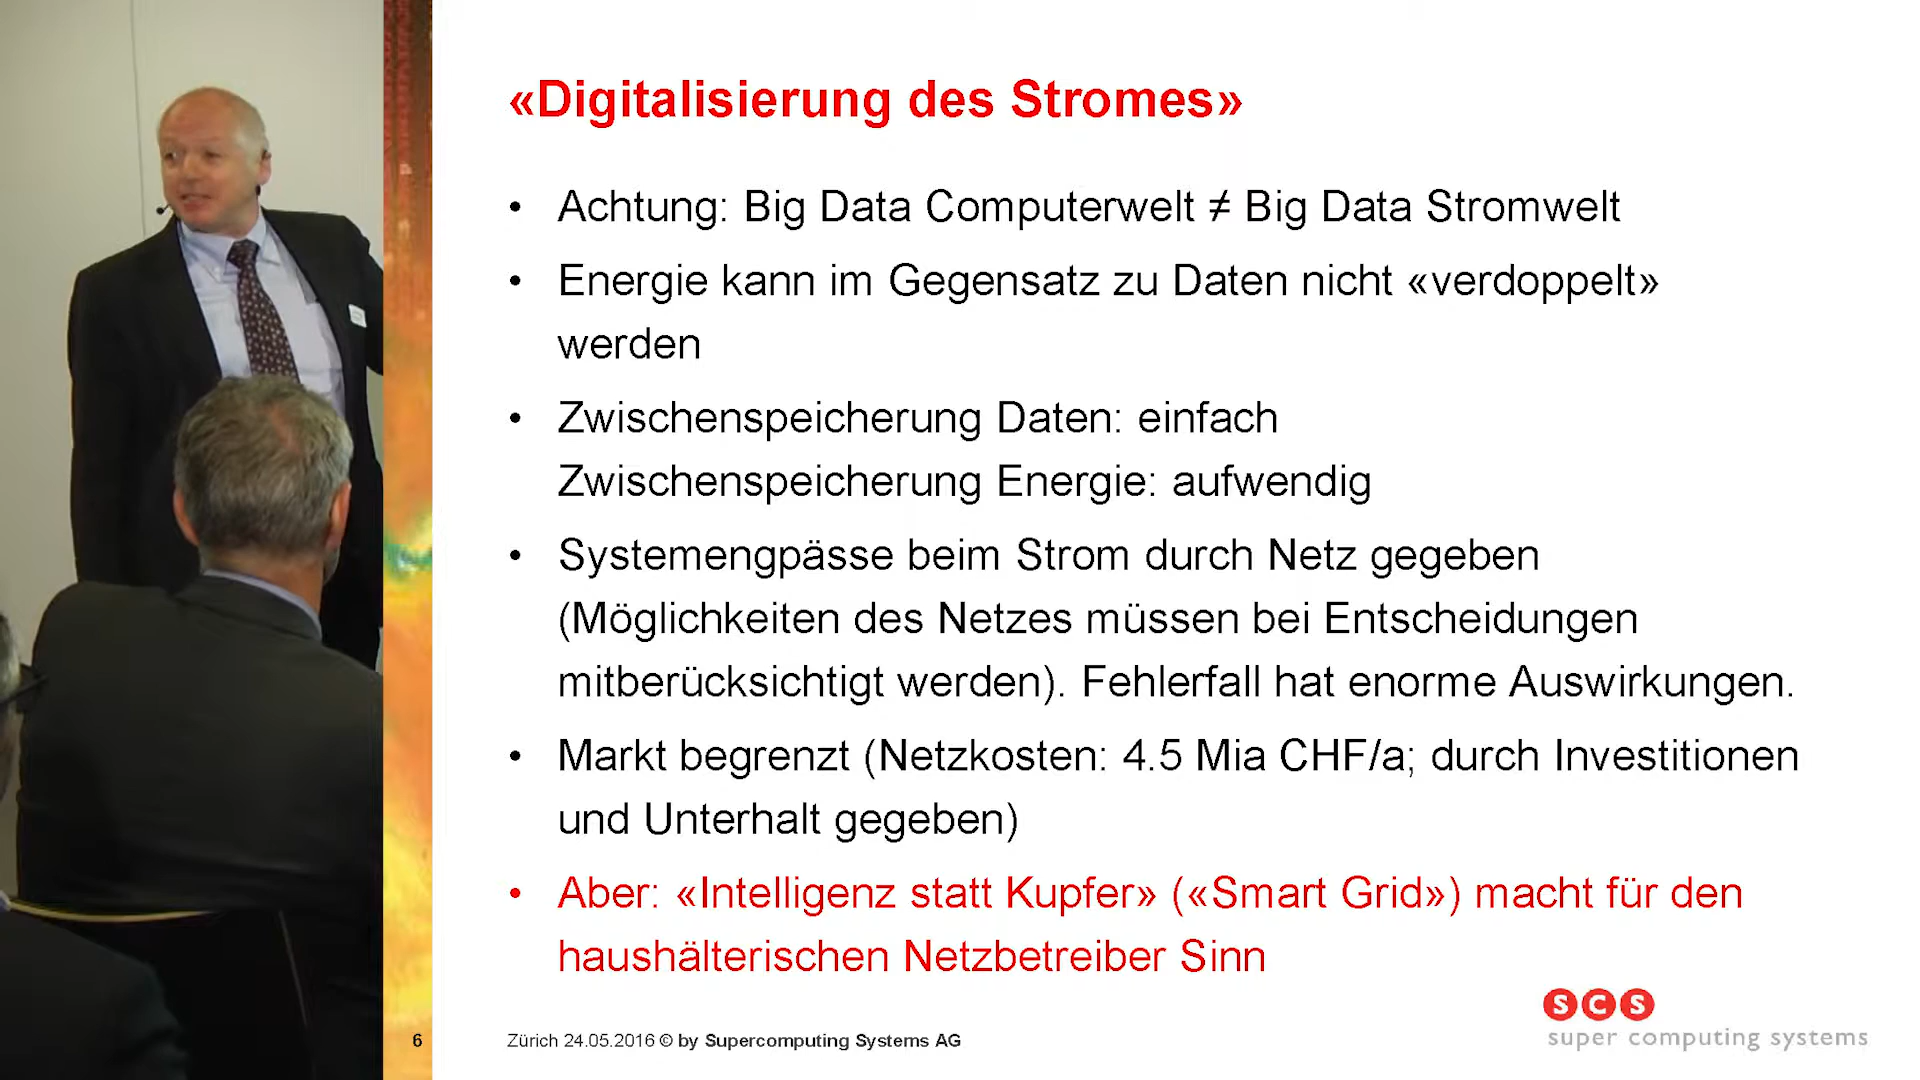 «Digitalisierung des Stromes»
• Achtung: Big Data Computerwelt ≠ Big Data Stromwelt
• Energie kann im Gegensatz zu Daten nicht «verdoppelt»
werden
• Zwischenspeicherung Daten: einfach
Zwischenspeicherung Energie: aufwendig
• Systemengpässe beim Strom durch Netz gegeben
(Möglichkeiten des Netzes müssen bei Entscheidungen
mitberücksichtigt werden). Fehlerfall hat enorme Auswirkungen.
• Markt begrenzt (Netzkosten: 4.5 Mia CHF/a; durch Investitionen
und Unterhalt gegeben)
• Aber: «Intelligenz statt Kupfer» («Smart Grid») macht für den
haushälterischen Netzbetreiber Sinn
scs
super computing systems
6 Zürich 24.05.2016 © by Supercomputing Systems AG